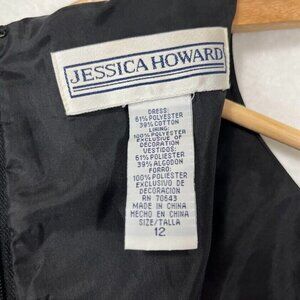 JESSICA HOWARD
DRESS:
61% POLYESTER
39% COTTON
LINING:
100% POLYESTER
EXCLUSIVE OF
DECORATION
VESTIDOS:
61% POLIESTER
39% ALGODON
FORRO:
100% POLIESTER
EXCLUSIVO DE
DECORACION
RN 70643
MADE IN CHINA
HECHO EN CHINA
SIZE/TALLA
12